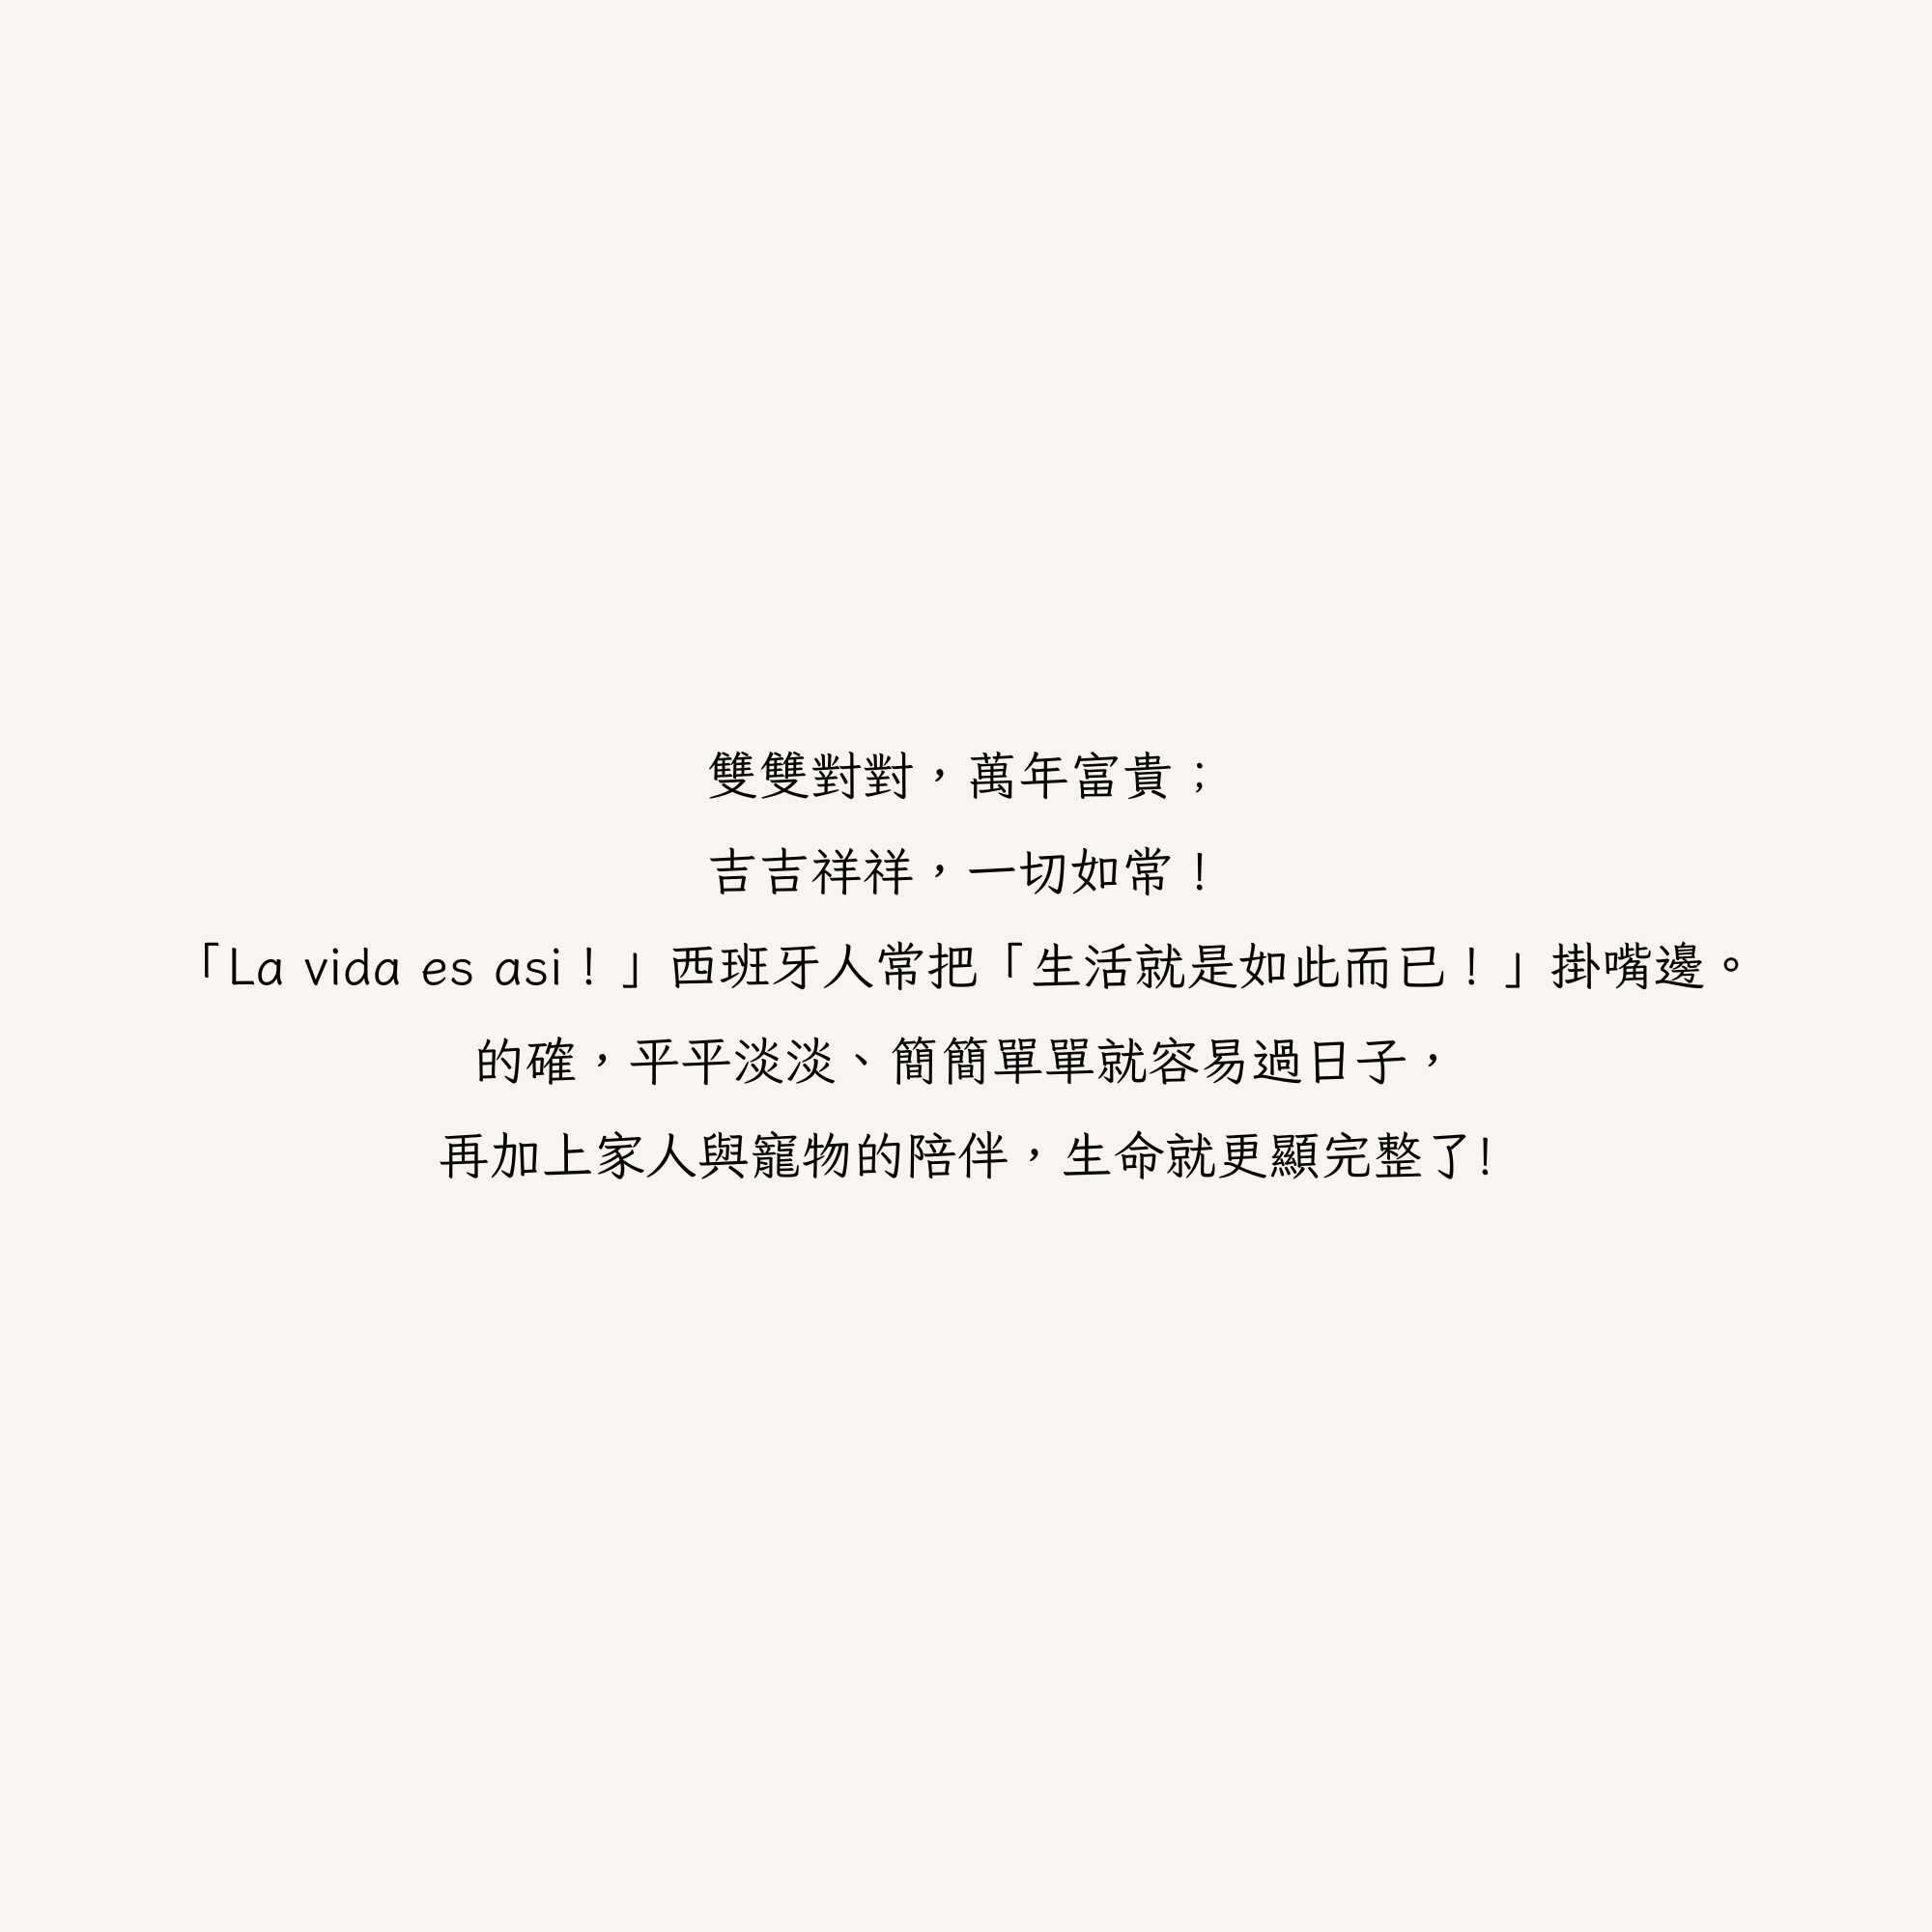 雙雙對對，萬年富貴；
吉吉祥祥，一切如常！
「La vida es asi！」西班牙人常把「生活就是如此而已！」掛嘴邊。
的確，平平淡淡、簡簡單單就容易過日子，
再加上家人與寵物的陪伴，生命就更顯完整了!